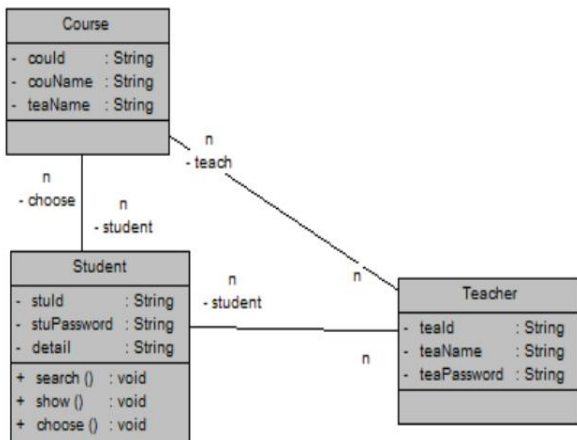 Course
- couId : String
- couName : String
- teaName : String
n
- teach
n
- choose
n
- student
Student
- stuId : String
- stuPassword : String
- detail : String
+ search () : void
+ show () : void
+ choose () : void
n
- student
n
n
Teacher
- teaId : String
- teaName : String
- teaPassword : String